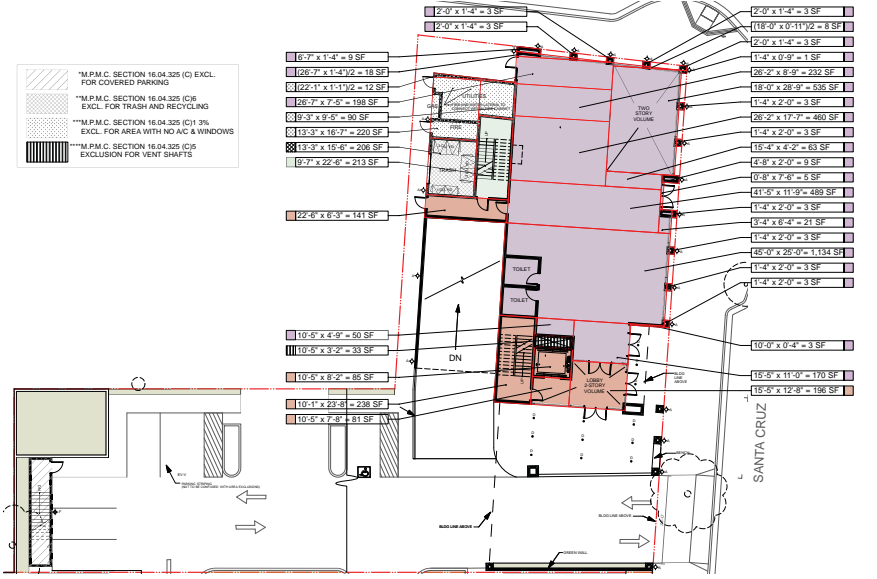 2'-0" x 1'-4" = 3 SF
2'-0" x 1'-4" = 3 SF
6'-7" x 1'-4" = 9 SF
(26'-7" x 1'-4")/2 = 18 SF
(22'-1" x 1'-1")/2 = 12 SF
26'-7" x 7'-5" = 198 SF
9'-3" x 9'-5" = 90 SF
13'-3" x 16'-7" = 220 SF
13'-3" x 15'-6" = 206 SF
9'-7" x 22'-6" = 213 SF
22'-6" x 6'-3" = 141 SF
10'-5" x 4'-9" = 50 SF
10'-5" x 3'-2" = 33 SF
10'-5" x 8'-2" = 85 SF
10'-1" x 23'-8" = 238 SF
10'-5" x 7'-8" = 81 SF
2'-0" x 1'-4" = 3 SF
(18'-0" x 0'-11")/2 = 8 SF
2'-0" x 1'-4" = 3 SF
1'-4" x 0'-9" = 1 SF
26'-2" x 8'-9" = 232 SF
18'-0" x 28'-9" = 535 SF
1'-4" x 2'-0" = 3 SF
26'-2" x 17'-7" = 460 SF
1'-4" x 2'-0" = 3 SF
15'-4" x 4'-2" = 63 SF
4'-8" x 2'-0" = 9 SF
0'-8" x 7'-6" = 5 SF
41'-5" x 11'-9" = 489 SF
1'-4" x 2'-0" = 3 SF
3'-4" x 6'-4" = 21 SF
1'-4" x 2'-0" = 3 SF
45'-0" x 25'-0" = 1,134 SF
1'-4" x 2'-0" = 3 SF
1'-4" x 2'-0" = 3 SF
10'-0" x 0'-4" = 3 SF
15'-5" x 11'-0" = 170 SF
15'-5" x 12'-8" = 196 SF
*M.P.M.C. SECTION 16.04.325 (C) EXCL.
FOR COVERED PARKING
**M.P.M.C. SECTION 16.04.325 (C)6
EXCL. FOR TRASH AND RECYCLING
***M.P.M.C. SECTION 16.04.325 (C)1 3%
EXCL. FOR AREA WITH NO A/C & WINDOWS
****M.P.M.C. SECTION 16.04.325 (C)5
EXCLUSION FOR VENT SHAFTS
UTILITIES
GAS
FIRE
TRASH
UP
TWO
STORY
VOLUME
TOILET
TOILET
DN
UP
LOBBY
2-STORY
VOLUME
BLDG
LINE
ABOVE
SANTA CRUZ
PARKING STRIPING
(NOT TO BE CONFUSED WITH AREA EXCLUSIONS)
BLDG LINE ABOVE
BLDG LINE ABOVE
GREEN WALL